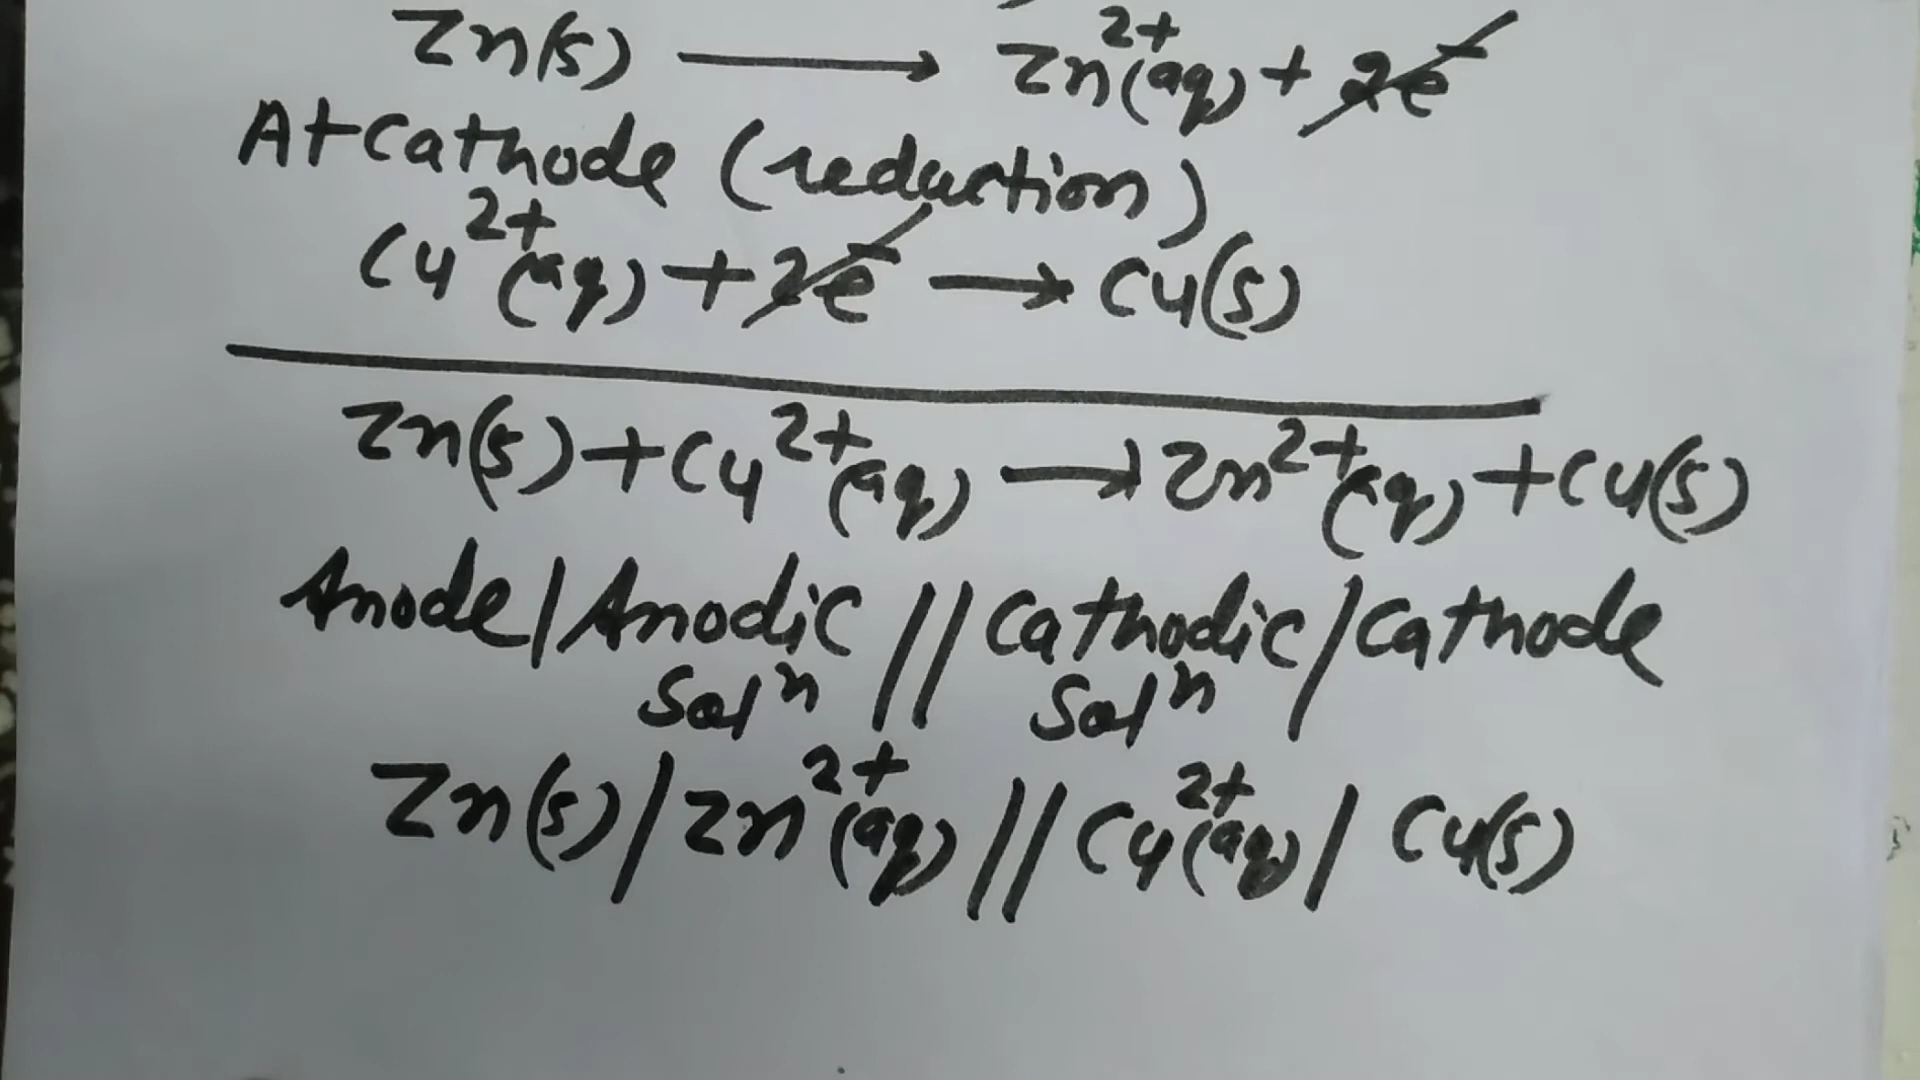 Zn(s) ⟶ Zn²⁺(aq) + 2e⁻
At Cathode (reduction)
Cu²⁺(aq) + 2e⁻ ⟶ Cu(s)
Zn(s) + Cu²⁺(aq) ⟶ Zn²⁺(aq) + Cu(s)
Anode / Anodic Solⁿ // Cathodic Solⁿ / Cathode
Zn(s) / Zn²⁺(aq) // Cu²⁺(aq) / Cu(s)